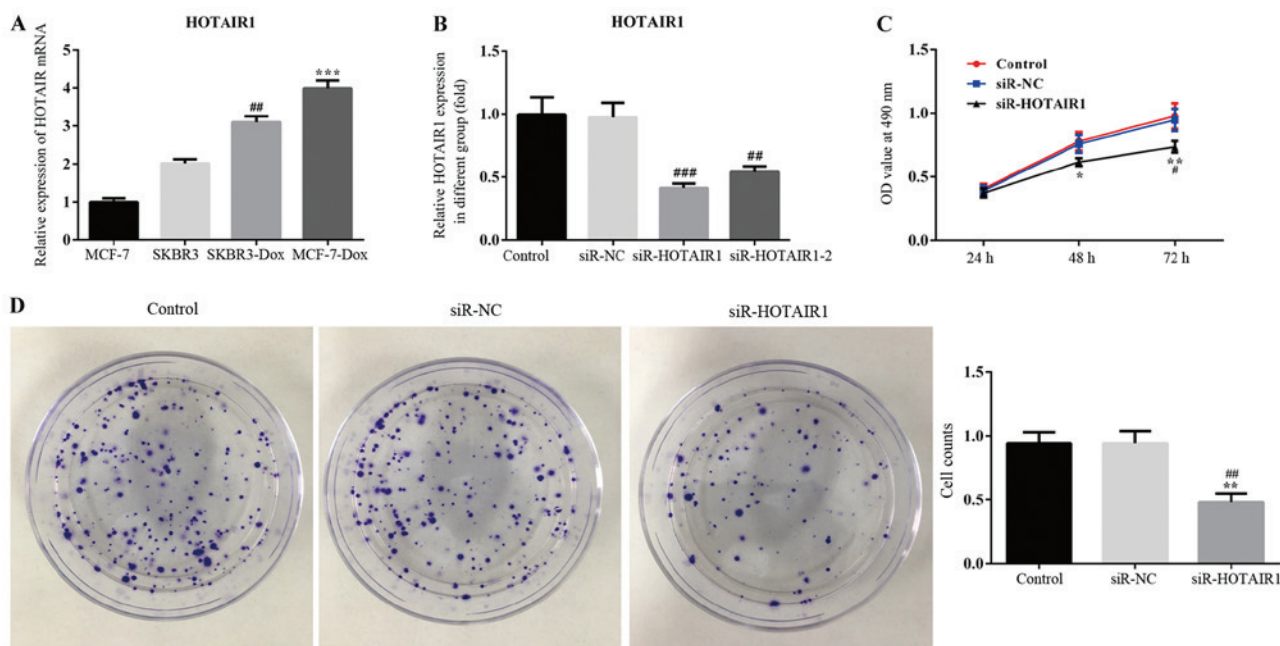 A
HOTAIR1
Relative expression of HOTAIR mRNA
5
4
3
2
1
0
##
***
MCF-7 SKBR3 SKBR3-Dox MCF-7-Dox
B
HOTAIR1
Relative HOTAIR1 expression
in different group (fold)
1.5
1.0
0.5
0.0
###
##
Control siR-NC siR-HOTAIR1 siR-HOTAIR1-2
C
OD value at 490 nm
1.5
1.0
0.5
0.0
Control
siR-NC
siR-HOTAIR1
*
**
#
24 h 48 h 72 h
D
Control siR-NC siR-HOTAIR1
Cell counts
1.5
1.0
0.5
0.0
##
**
Control siR-NC siR-HOTAIR1